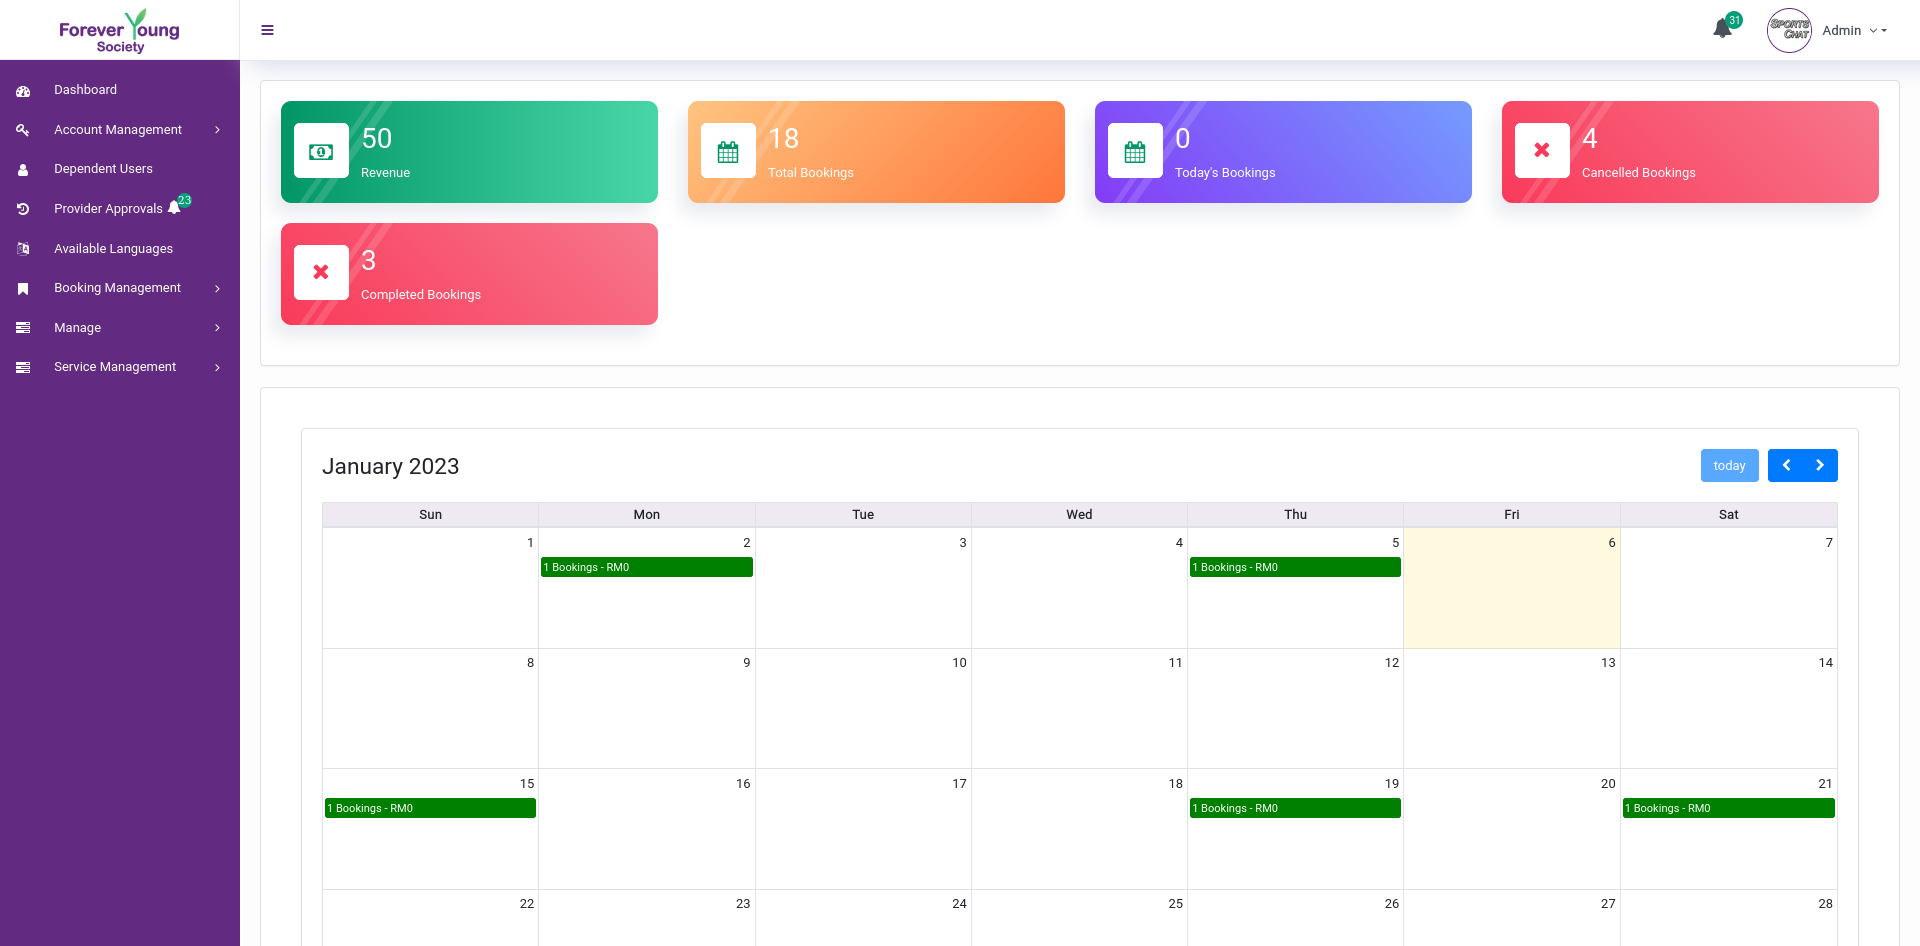 Forever Young
Society
31
SPORTS
CHAT
Admin
Dashboard
Account Management
Dependent Users
Provider Approvals 23
Available Languages
Booking Management
Manage
Service Management
50
Revenue
18
Total Bookings
0
Today's Bookings
4
Cancelled Bookings
3
Completed Bookings
January 2023
today
Sun Mon Tue Wed Thu Fri Sat
1 2 3 4 5 6 7
1 Bookings - RM0 1 Bookings - RM0
8 9 10 11 12 13 14
15 16 17 18 19 20 21
1 Bookings - RM0 1 Bookings - RM0 1 Bookings - RM0
22 23 24 25 26 27 28